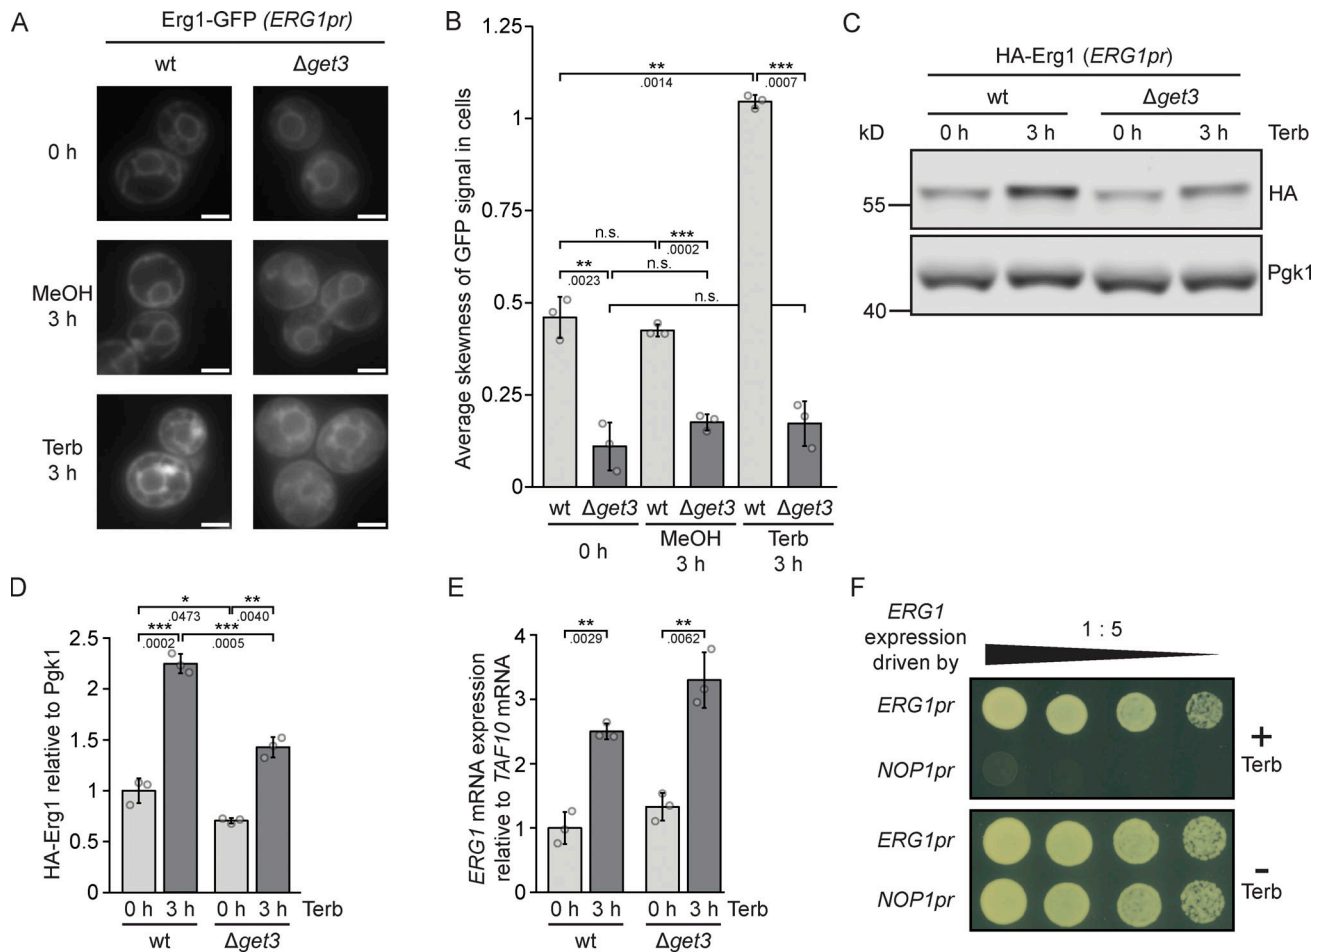 A
Erg1-GFP (ERG1pr)
wt
Δget3
0 h
MeOH
3 h
Terb
3 h
B
Average skewness of GFP signal in cells
1.25
1
0.75
0.5
0.25
0
**
.0014
***
.0007
n.s.
***
.0002
**
.0023
n.s.
n.s.
wt Δget3 wt Δget3 wt Δget3
0 h
MeOH
3 h
Terb
3 h
C
HA-Erg1 (ERG1pr)
wt
Δget3
kD
0 h
3 h
0 h
3 h
Terb
HA
55
Pgk1
40
D
HA-Erg1 relative to Pgk1
2.5
2
1.5
1
0.5
0
*
.0473
**
.0040
***
.0002
***
.0005
0 h 3 h 0 h 3 h Terb
wt
Δget3
E
ERG1 mRNA expression
relative to TAF10 mRNA
4
3
2
1
0
**
.0029
**
.0062
0 h 3 h 0 h 3 h Terb
wt
Δget3
F
ERG1
expression
driven by
1 : 5
ERG1pr
NOP1pr
+
Terb
ERG1pr
NOP1pr
-
Terb